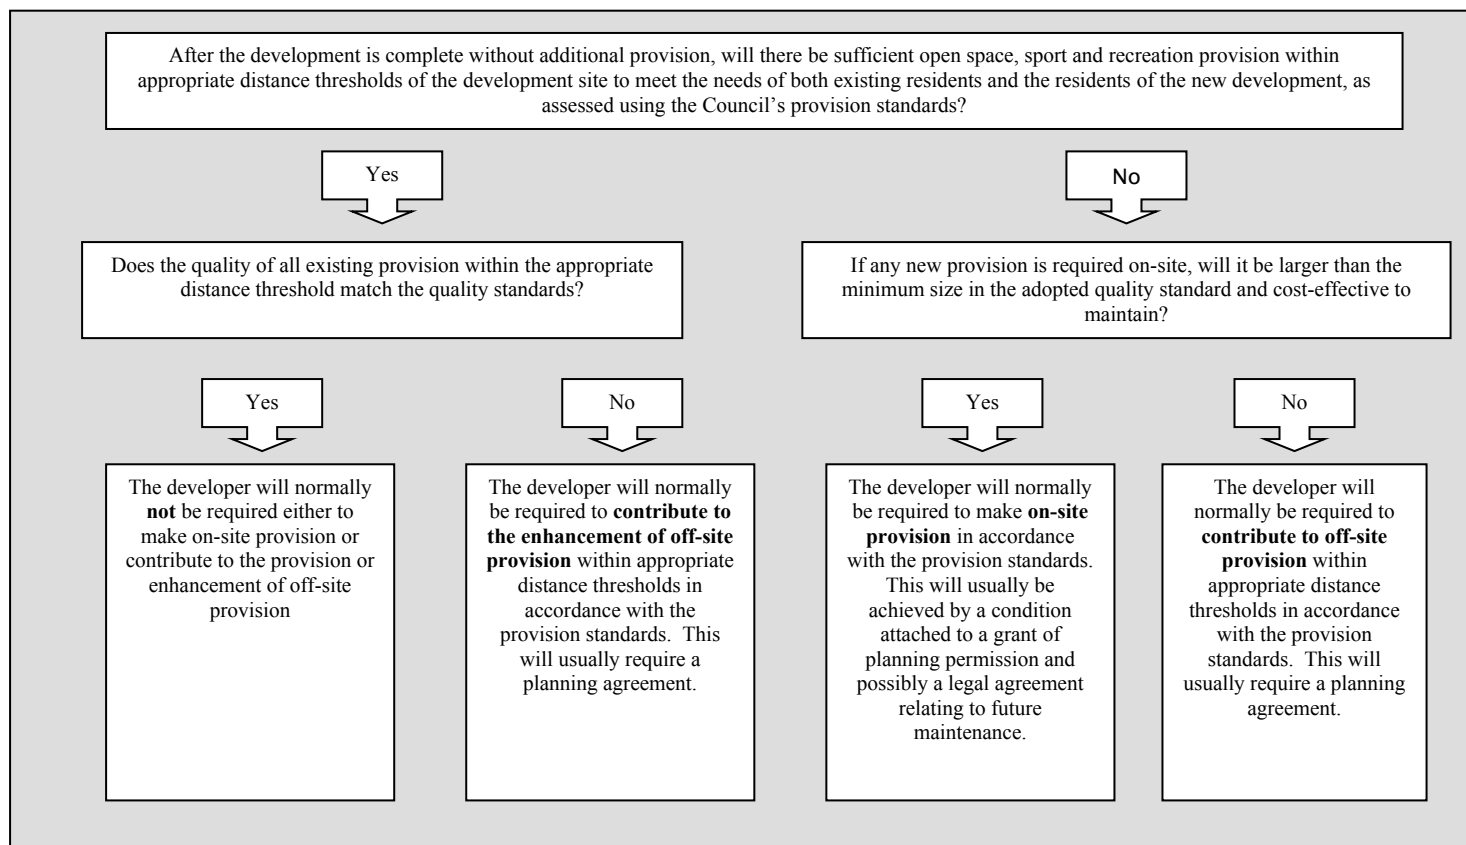 After the development is complete without additional provision, will there be sufficient open space, sport and recreation provision within
appropriate distance thresholds of the development site to meet the needs of both existing residents and the residents of the new development, as
assessed using the Council’s provision standards?
Yes
No
Does the quality of all existing provision within the appropriate
distance threshold match the quality standards?
If any new provision is required on-site, will it be larger than the
minimum size in the adopted quality standard and cost-effective to
maintain?
Yes
No
Yes
No
The developer will normally
not be required either to
make on-site provision or
contribute to the provision or
enhancement of off-site
provision
The developer will normally
be required to contribute to
the enhancement of off-site
provision within appropriate
distance thresholds in
accordance with the
provision standards.  This
will usually require a
planning agreement.
The developer will normally
be required to make on-site
provision in accordance
with the provision standards.
This will usually be
achieved by a condition
attached to a grant of
planning permission and
possibly a legal agreement
relating to future
maintenance.
The developer will
normally be required to
contribute to off-site
provision within
appropriate distance
thresholds in accordance
with the provision
standards.  This will
usually require a planning
agreement.